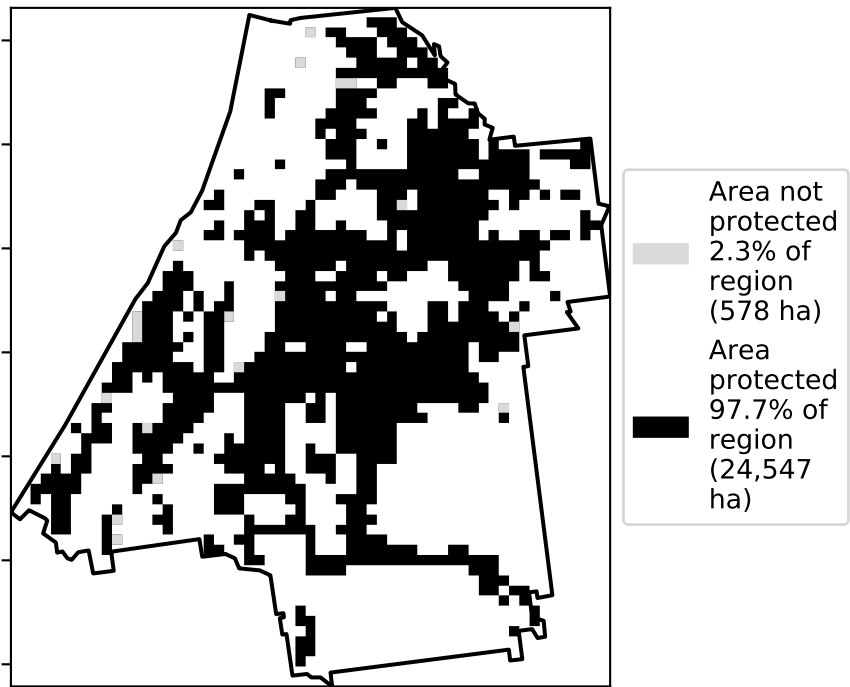 Area not
protected
2.3% of
region
(578 ha)
Area
protected
97.7% of
region
(24,547
ha)